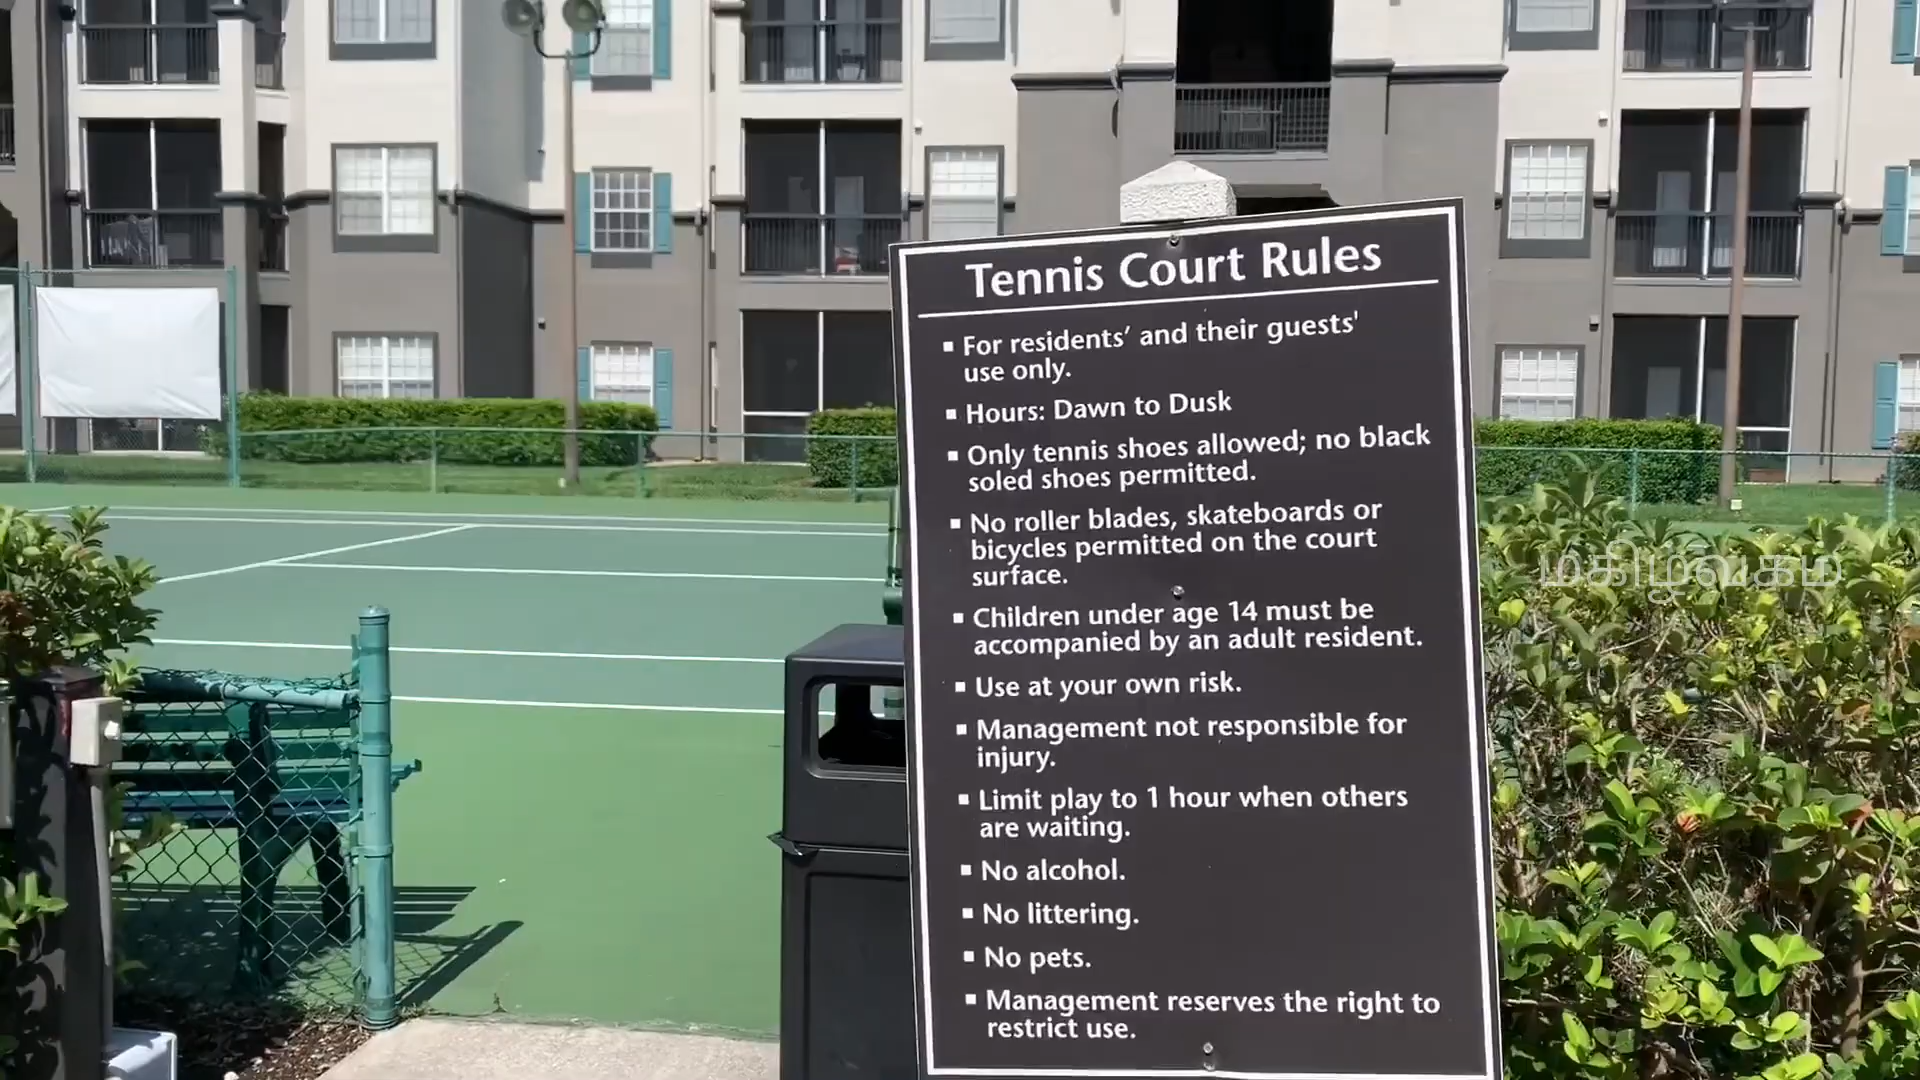 Tennis Court Rules
▪ For residents’ and their guests'
use only.
▪ Hours: Dawn to Dusk
▪ Only tennis shoes allowed; no black
soled shoes permitted.
▪ No roller blades, skateboards or
bicycles permitted on the court
surface.
▪ Children under age 14 must be
accompanied by an adult resident.
▪ Use at your own risk.
▪ Management not responsible for
injury.
▪ Limit play to 1 hour when others
are waiting.
▪ No alcohol.
▪ No littering.
▪ No pets.
▪ Management reserves the right to
restrict use.
மகிழ்வகம்